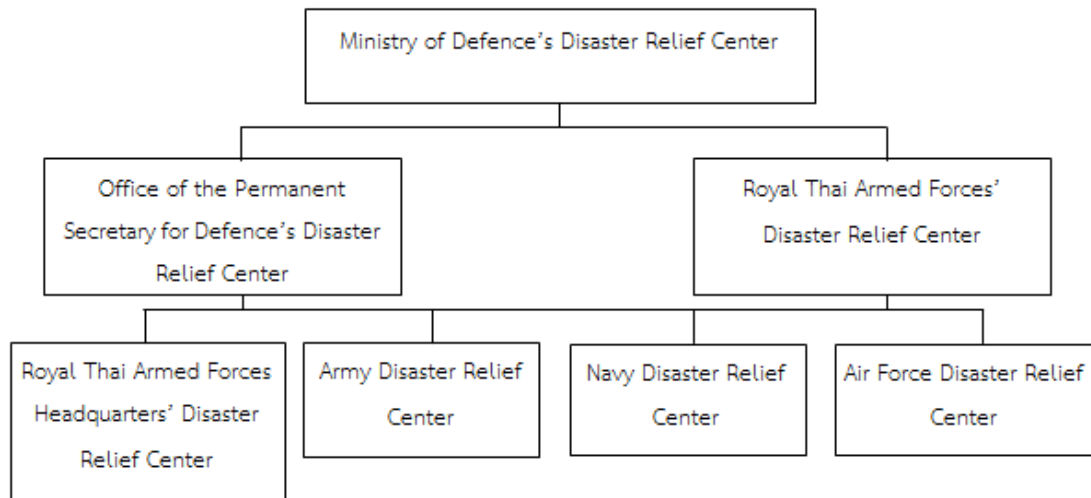 Ministry of Defence's Disaster Relief Center
Office of the Permanent
Secretary for Defence's Disaster
Relief Center
Royal Thai Armed Forces'
Disaster Relief Center
Royal Thai Armed Forces
Headquarters' Disaster
Relief Center
Army Disaster Relief
Center
Navy Disaster Relief
Center
Air Force Disaster Relief
Center